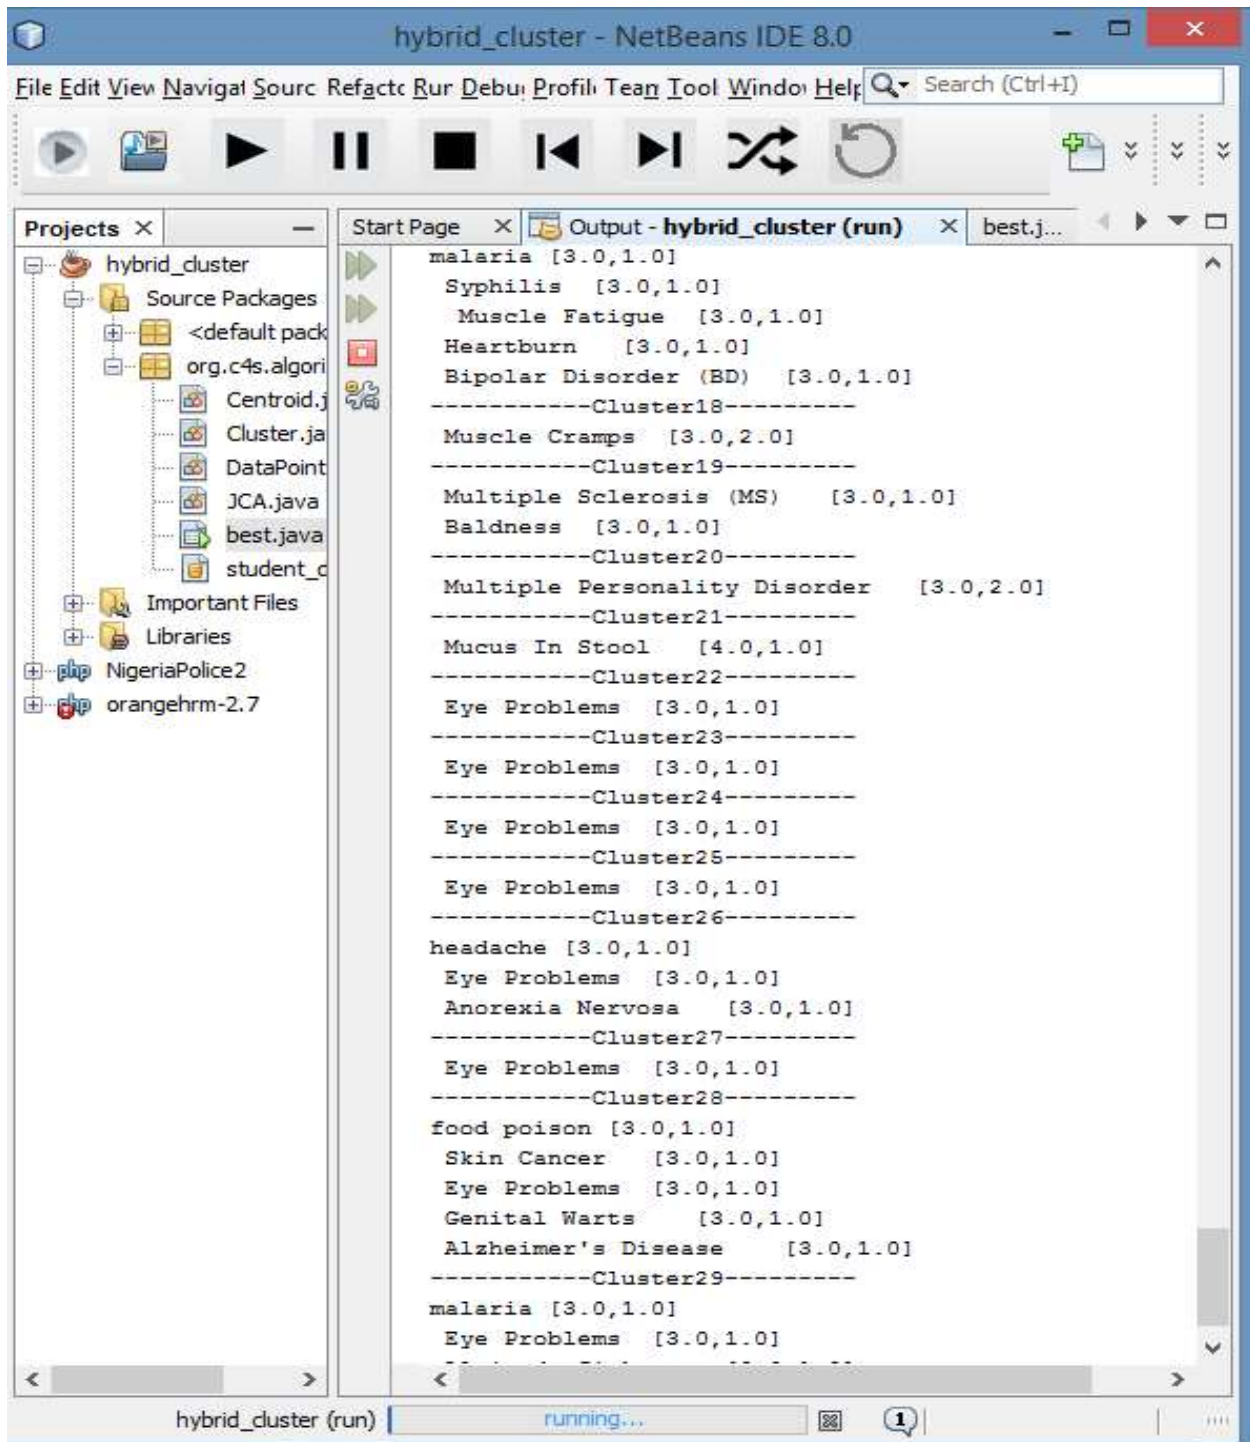 hybrid_cluster - NetBeans IDE 8.0
File Edit View Navigat Sourc Refactc Rur Debu Profil Tean Tool Windo Help Search (Ctrl+I)
Projects
Start Page Output - hybrid_cluster (run) best.j...
hybrid_cluster
Source Packages
<default pack
org.c4s.algori
Centroid.j
Cluster.ja
DataPoint
JCA.java
best.java
student_c
Important Files
Libraries
php NigeriaPolice2
php orangehrm-2.7
malaria [3.0,1.0]
Syphilis [3.0,1.0]
Muscle Fatigue [3.0,1.0]
Heartburn [3.0,1.0]
Bipolar Disorder (BD) [3.0,1.0]
-----------Cluster18---------
Muscle Cramps [3.0,2.0]
-----------Cluster19---------
Multiple Sclerosis (MS) [3.0,1.0]
Baldness [3.0,1.0]
-----------Cluster20---------
Multiple Personality Disorder [3.0,2.0]
-----------Cluster21---------
Mucus In Stool [4.0,1.0]
-----------Cluster22---------
Eye Problems [3.0,1.0]
-----------Cluster23---------
Eye Problems [3.0,1.0]
-----------Cluster24---------
Eye Problems [3.0,1.0]
-----------Cluster25---------
Eye Problems [3.0,1.0]
-----------Cluster26---------
headache [3.0,1.0]
Eye Problems [3.0,1.0]
Anorexia Nervosa [3.0,1.0]
-----------Cluster27---------
Eye Problems [3.0,1.0]
-----------Cluster28---------
food poison [3.0,1.0]
Skin Cancer [3.0,1.0]
Eye Problems [3.0,1.0]
Genital Warts [3.0,1.0]
Alzheimer's Disease [3.0,1.0]
-----------Cluster29---------
malaria [3.0,1.0]
Eye Problems [3.0,1.0]
hybrid_cluster (run) running... 1